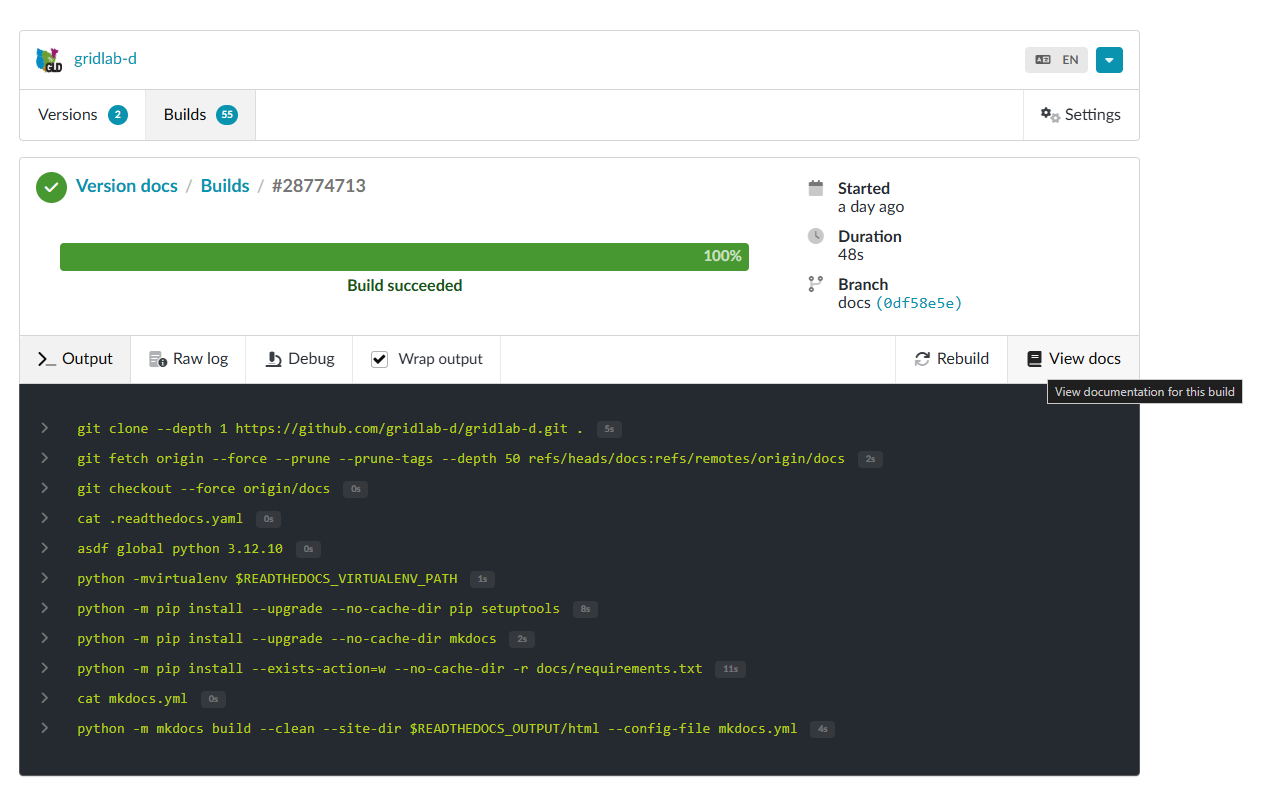 GLD gridlab-d EN
Versions 2 Builds 55 Settings
Version docs / Builds / #28774713
Started
a day ago
100%
Duration
48s
Build succeeded
Branch
docs (0df58e5e)
Output Raw log Debug Wrap output Rebuild View docs
View documentation for this build
git clone --depth 1 https://github.com/gridlab-d/gridlab-d.git . 5s
git fetch origin --force --prune --prune-tags --depth 50 refs/heads/docs:refs/remotes/origin/docs 2s
git checkout --force origin/docs 0s
cat .readthedocs.yaml 0s
asdf global python 3.12.10 0s
python -mvirtualenv $READTHEDOCS_VIRTUALENV_PATH 1s
python -m pip install --upgrade --no-cache-dir pip setuptools 8s
python -m pip install --upgrade --no-cache-dir mkdocs 2s
python -m pip install --exists-action=w --no-cache-dir -r docs/requirements.txt 11s
cat mkdocs.yml 0s
python -m mkdocs build --clean --site-dir $READTHEDOCS_OUTPUT/html --config-file mkdocs.yml 4s